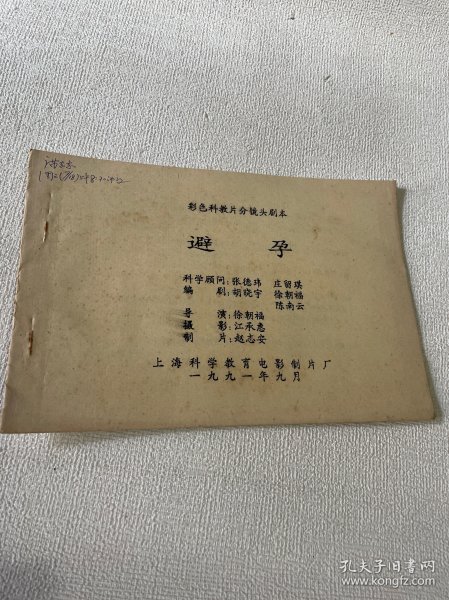 彩色科教片分镜头剧本
避 孕
科学顾问:张德玮 庄留琪
编 剧:胡晓宇 徐朝福
陈南云
导 演:徐朝福
摄 影:江承惠
制 片:赵志安
上海科学教育电影制片厂
一九九一年九月
孔夫子旧书网
www.kongfz.com